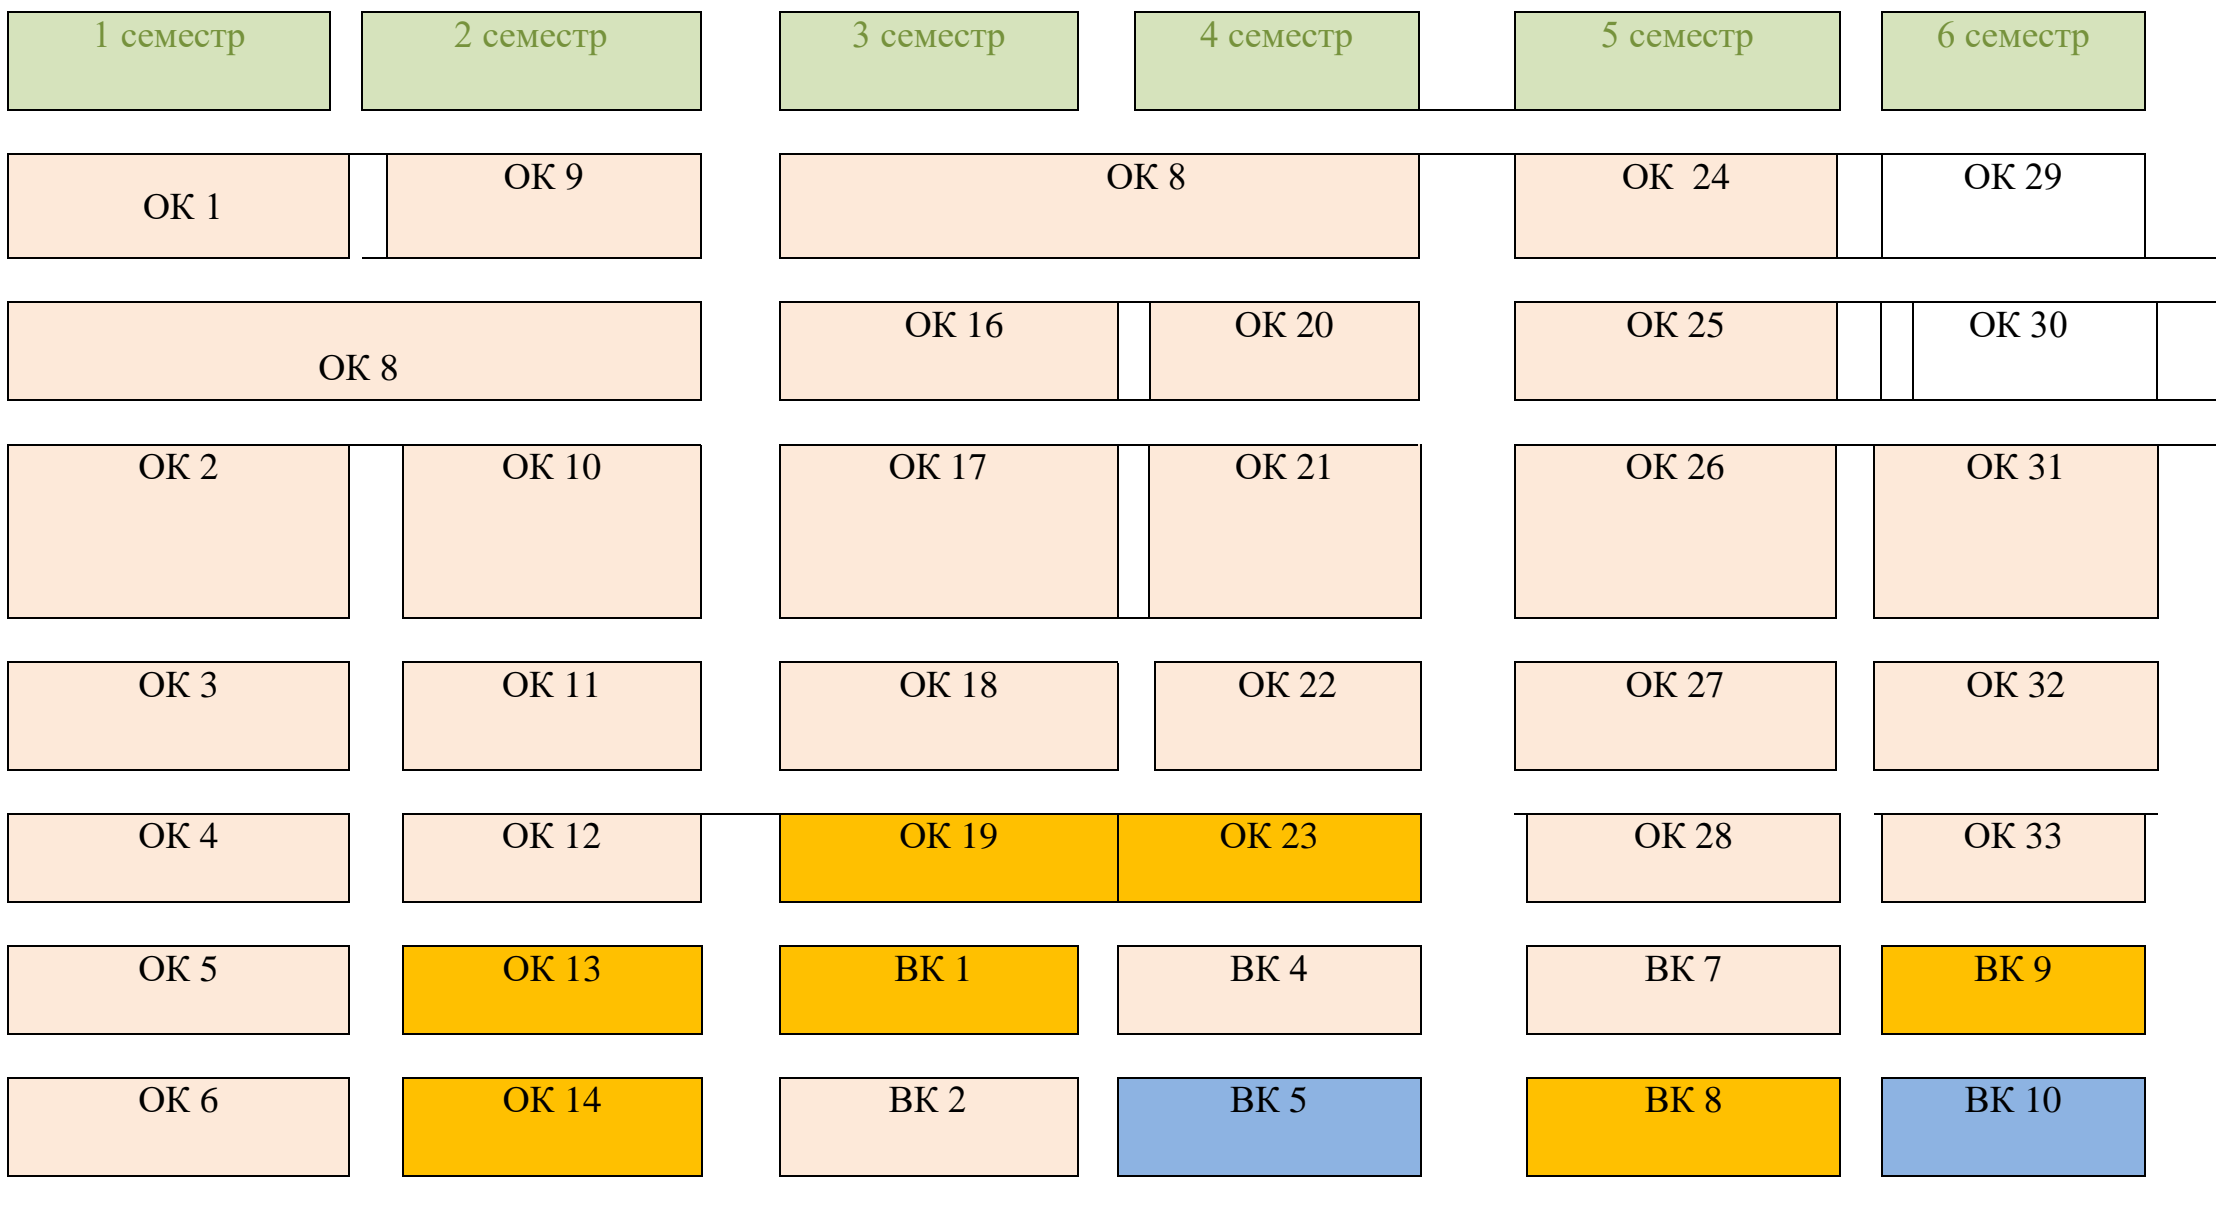 1 семестр 2 семестр 3 семестр 4 семестр 5 семестр 6 семестр
ОК 1 ОК 9 ОК 8 ОК  24 ОК 29
ОК 8 ОК 16 ОК 20 ОК 25 ОК 30
ОК 2 ОК 10 ОК 17 ОК 21 ОК 26 ОК 31
ОК 3 ОК 11 ОК 18 ОК 22 ОК 27 ОК 32
ОК 4 ОК 12 ОК 19 ОК 23 ОК 28 ОК 33
ОК 5 ОК 13 ВК 1 ВК 4 ВК 7 ВК 9
ОК 6 ОК 14 ВК 2 ВК 5 ВК 8 ВК 10